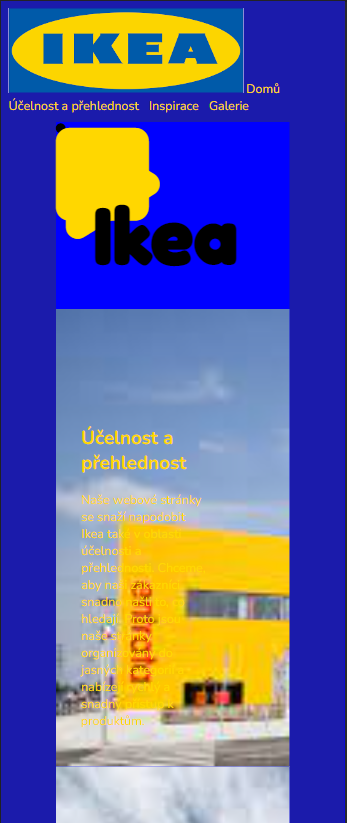 IKEA
Domů
Účelnost a přehlednost Inspirace Galerie
Ikea
Účelnost a
přehlednost
Naše webové stránky
se snaží napodobit
Ikea také v oblasti
účelnosti a
přehlednosti. Chceme,
aby naši zákazníci
snadno našli to, co
hledají. Proto jsou
naše stránky
organizovány do
jasných kategorií
nabízejí rychlý a
snadný přístup k
produktům.